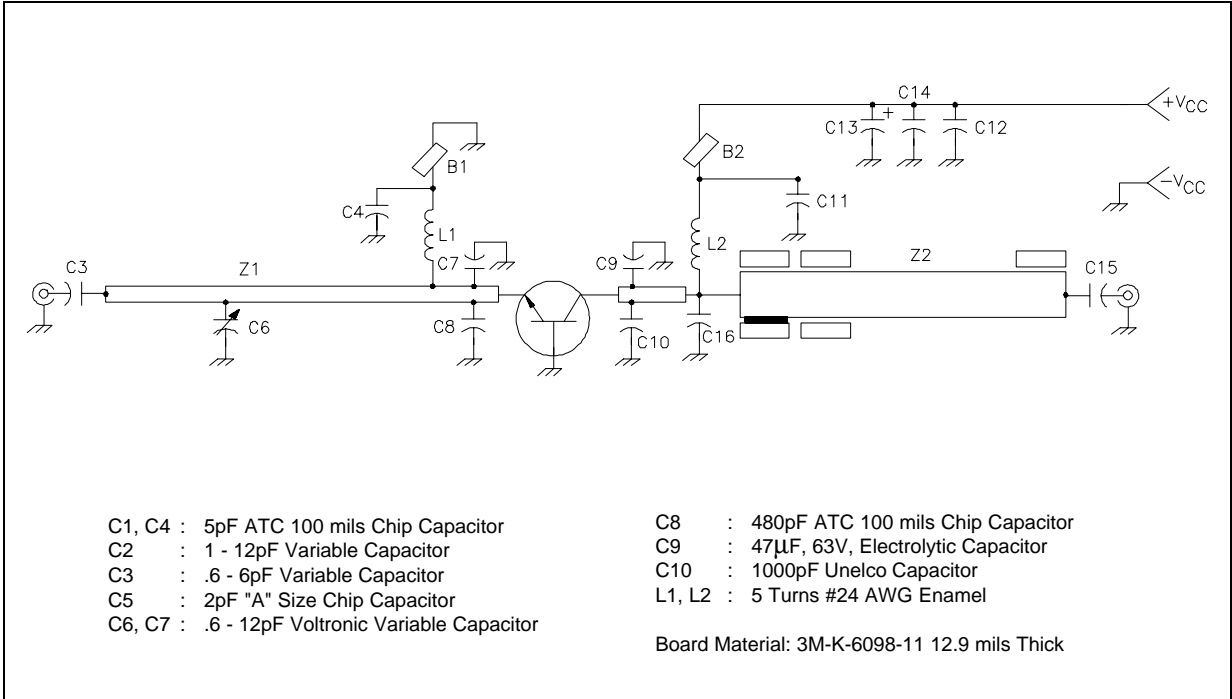 C14
+VCC
C13
+
C12
B1
B2
-VCC
C4
C11
L1
L2
C3
Z1
C7
C9
Z2
C15
C6
C8
C10
C16
C1, C4 : 5pF ATC 100 mils Chip Capacitor
C2 : 1 - 12pF Variable Capacitor
C3 : .6 - 6pF Variable Capacitor
C5 : 2pF "A" Size Chip Capacitor
C6, C7 : .6 - 12pF Voltronic Variable Capacitor
C8 : 480pF ATC 100 mils Chip Capacitor
C9 : 47µF, 63V, Electrolytic Capacitor
C10 : 1000pF Unelco Capacitor
L1, L2 : 5 Turns #24 AWG Enamel
Board Material: 3M-K-6098-11 12.9 mils Thick